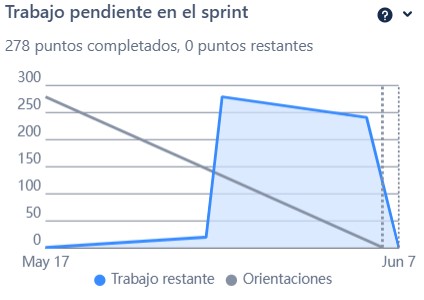 Trabajo pendiente en el sprint
?
278 puntos completados, 0 puntos restantes
300
250
200
150
100
50
0
May 17 Jun 7
Trabajo restante Orientaciones